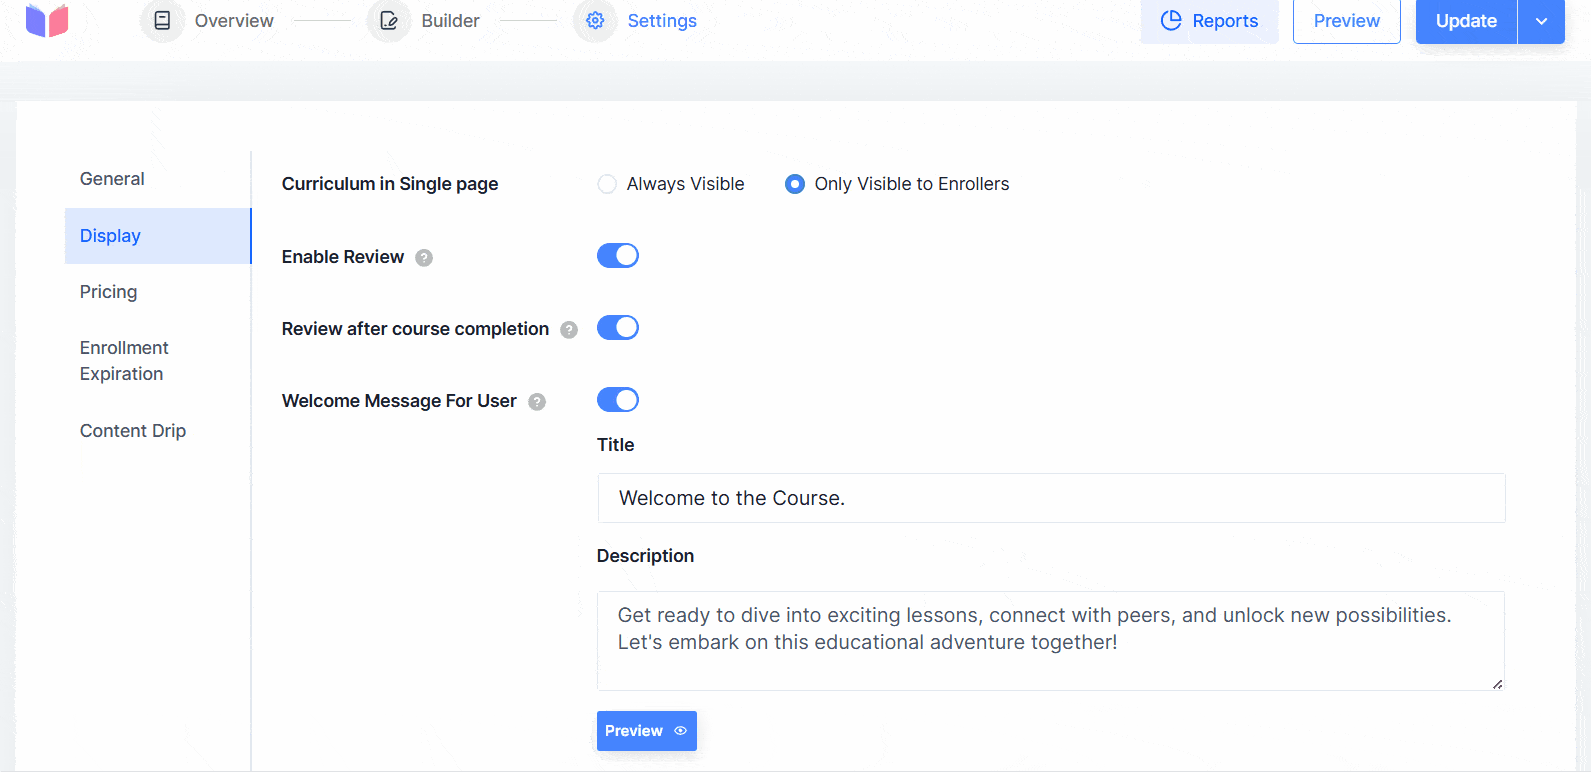 Overview
Builder
Settings
Reports
Preview
Update
General
Display
Pricing
Enrollment
Expiration
Content Drip
Curriculum in Single page
Always Visible
Only Visible to Enrollers
Enable Review ?
Review after course completion ?
Welcome Message For User ?
Title
Welcome to the Course.
Description
Get ready to dive into exciting lessons, connect with peers, and unlock new possibilities.
Let's embark on this educational adventure together!
Preview